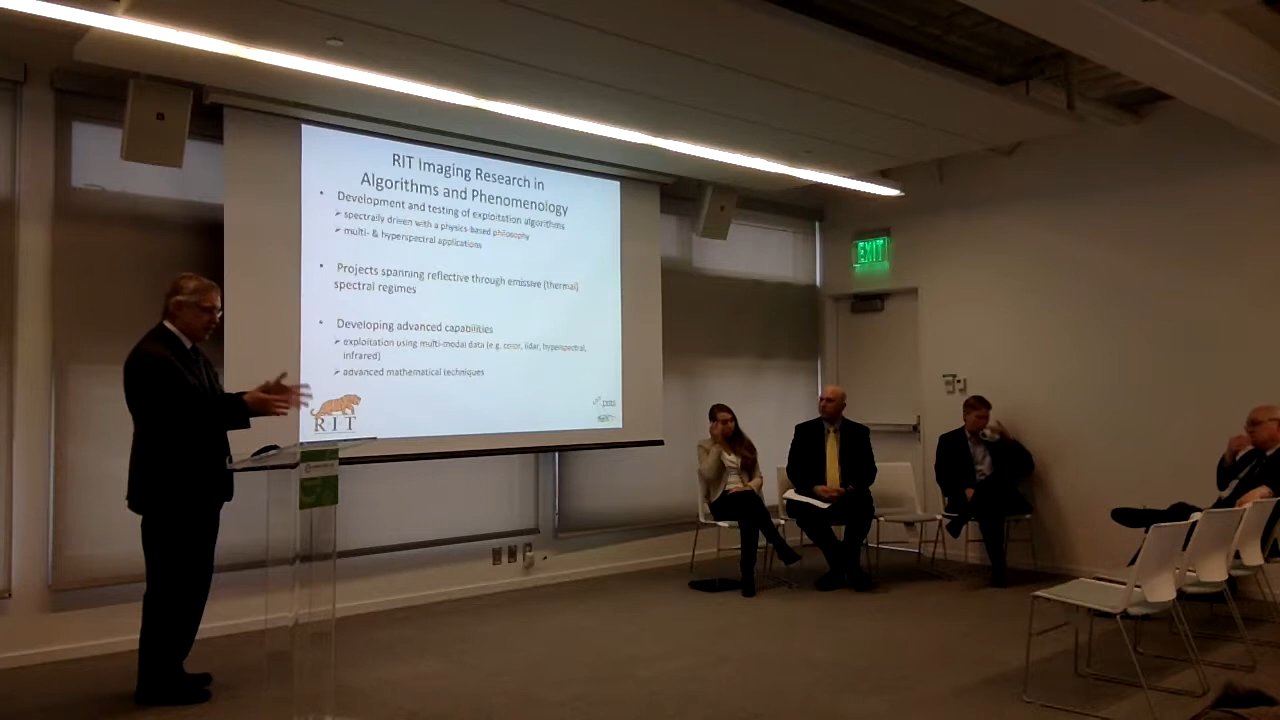 RIT Imaging Research in
Algorithms and Phenomenology
• Development and testing of exploitation algorithms
➢ spectrally driven with a physics-based philosophy
➢ multi- & hyperspectral applications
• Projects spanning reflective through emissive (thermal)
spectral regimes
• Developing advanced capabilities
➢ exploitation using multi-modal data (e.g. color, lidar, hyperspectral,
infrared)
➢ advanced mathematical techniques
RIT
EXIT